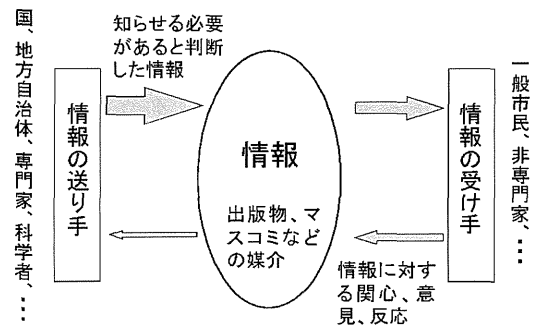 国、地方自治体、専門家、科学者、・・・
情報の送り手
知らせる必要
があると判断
した情報
情報
出版物、マ
スコミなど
の媒介
情報に対す
る関心、意
見、反応
情報の受け手
一般市民、非専門家、・・・